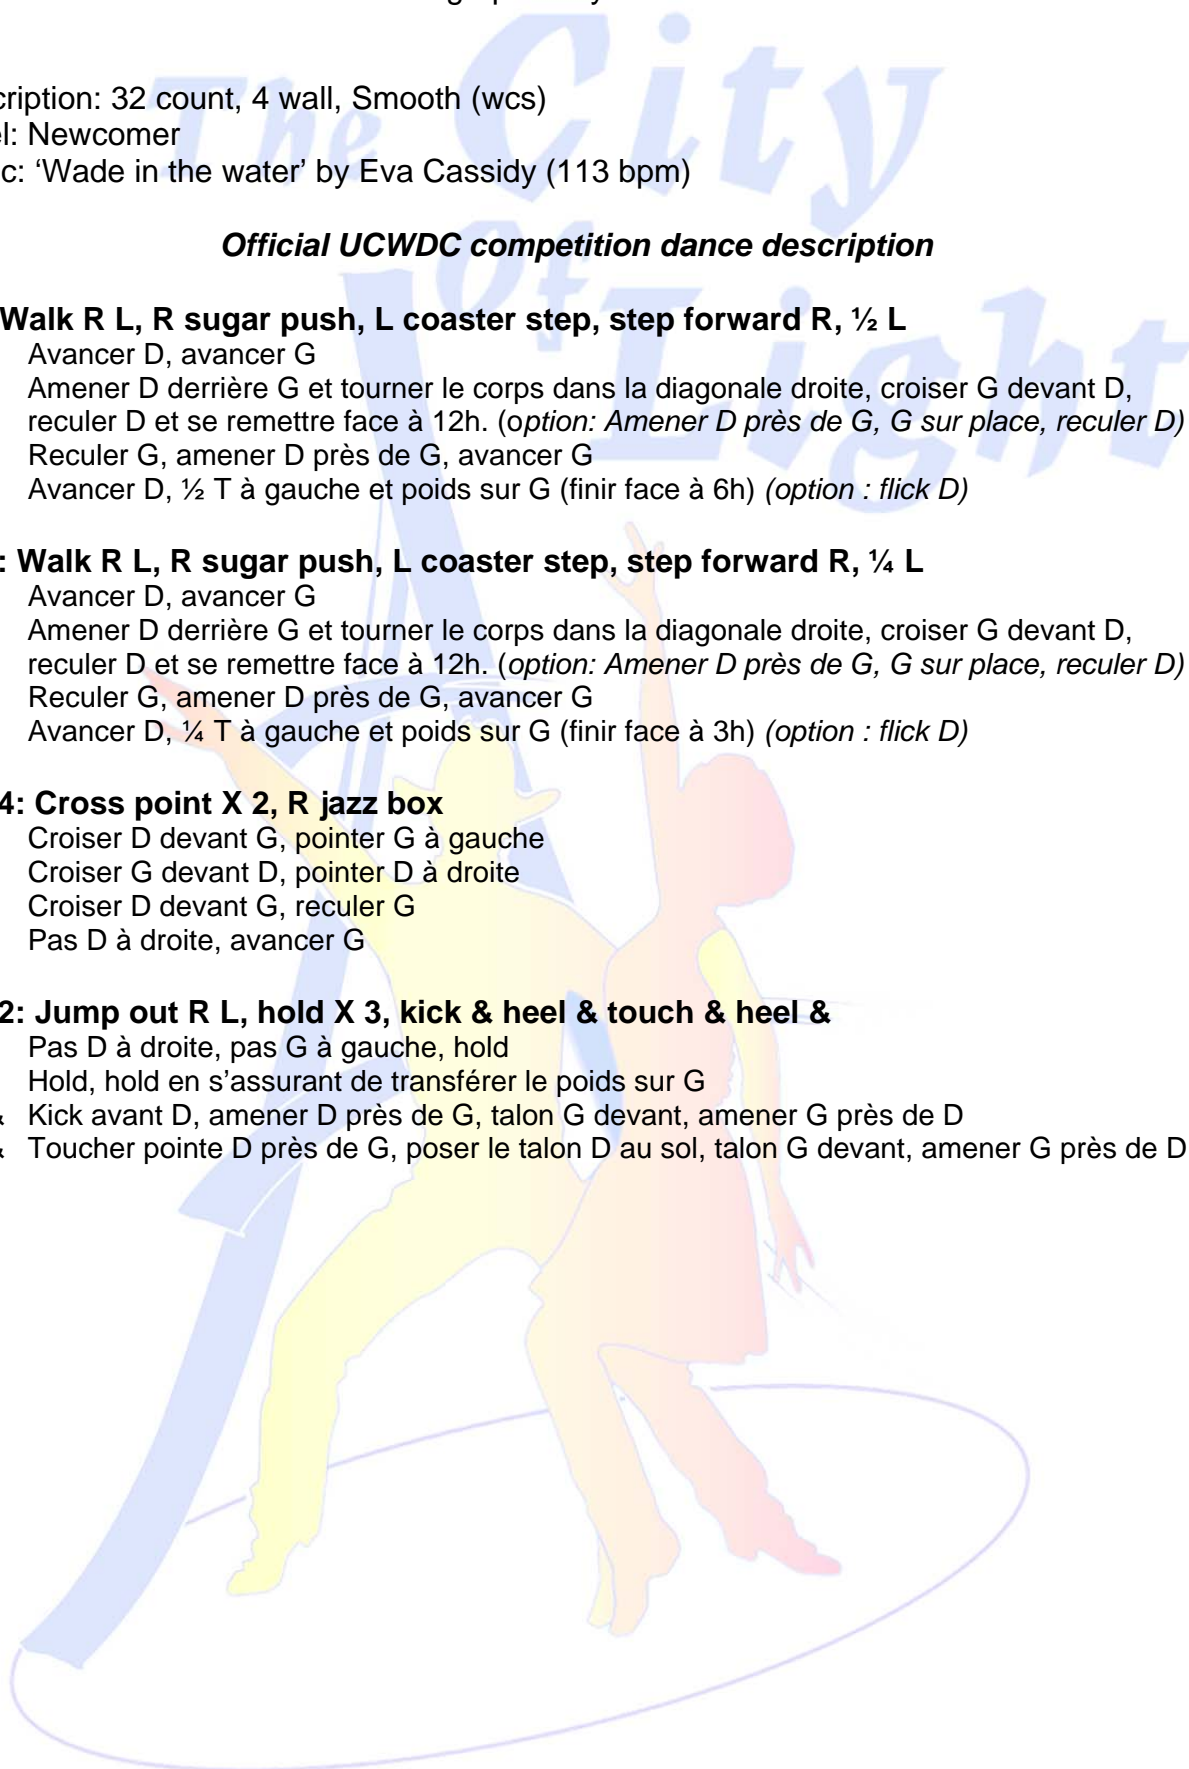 The City
Of
Light
cription: 32 count, 4 wall, Smooth (wcs)
el: Newcomer
c: ‘Wade in the water’ by Eva Cassidy (113 bpm)
Official UCWDC competition dance description
Walk R L, R sugar push, L coaster step, step forward R, ½ L
Avancer D, avancer G
Amener D derrière G et tourner le corps dans la diagonale droite, croiser G devant D,
reculer D et se remettre face à 12h. (option: Amener D près de G, G sur place, reculer D)
Reculer G, amener D près de G, avancer G
Avancer D, ½ T à gauche et poids sur G (finir face à 6h) (option : flick D)
: Walk R L, R sugar push, L coaster step, step forward R, ¼ L
Avancer D, avancer G
Amener D derrière G et tourner le corps dans la diagonale droite, croiser G devant D,
reculer D et se remettre face à 12h. (option: Amener D près de G, G sur place, reculer D)
Reculer G, amener D près de G, avancer G
Avancer D, ¼ T à gauche et poids sur G (finir face à 3h) (option : flick D)
4: Cross point X 2, R jazz box
Croiser D devant G, pointer G à gauche
Croiser G devant D, pointer D à droite
Croiser D devant G, reculer G
Pas D à droite, avancer G
2: Jump out R L, hold X 3, kick & heel & touch & heel &
Pas D à droite, pas G à gauche, hold
Hold, hold en s’assurant de transférer le poids sur G
& Kick avant D, amener D près de G, talon G devant, amener G près de D
& Toucher pointe D près de G, poser le talon D au sol, talon G devant, amener G près de D